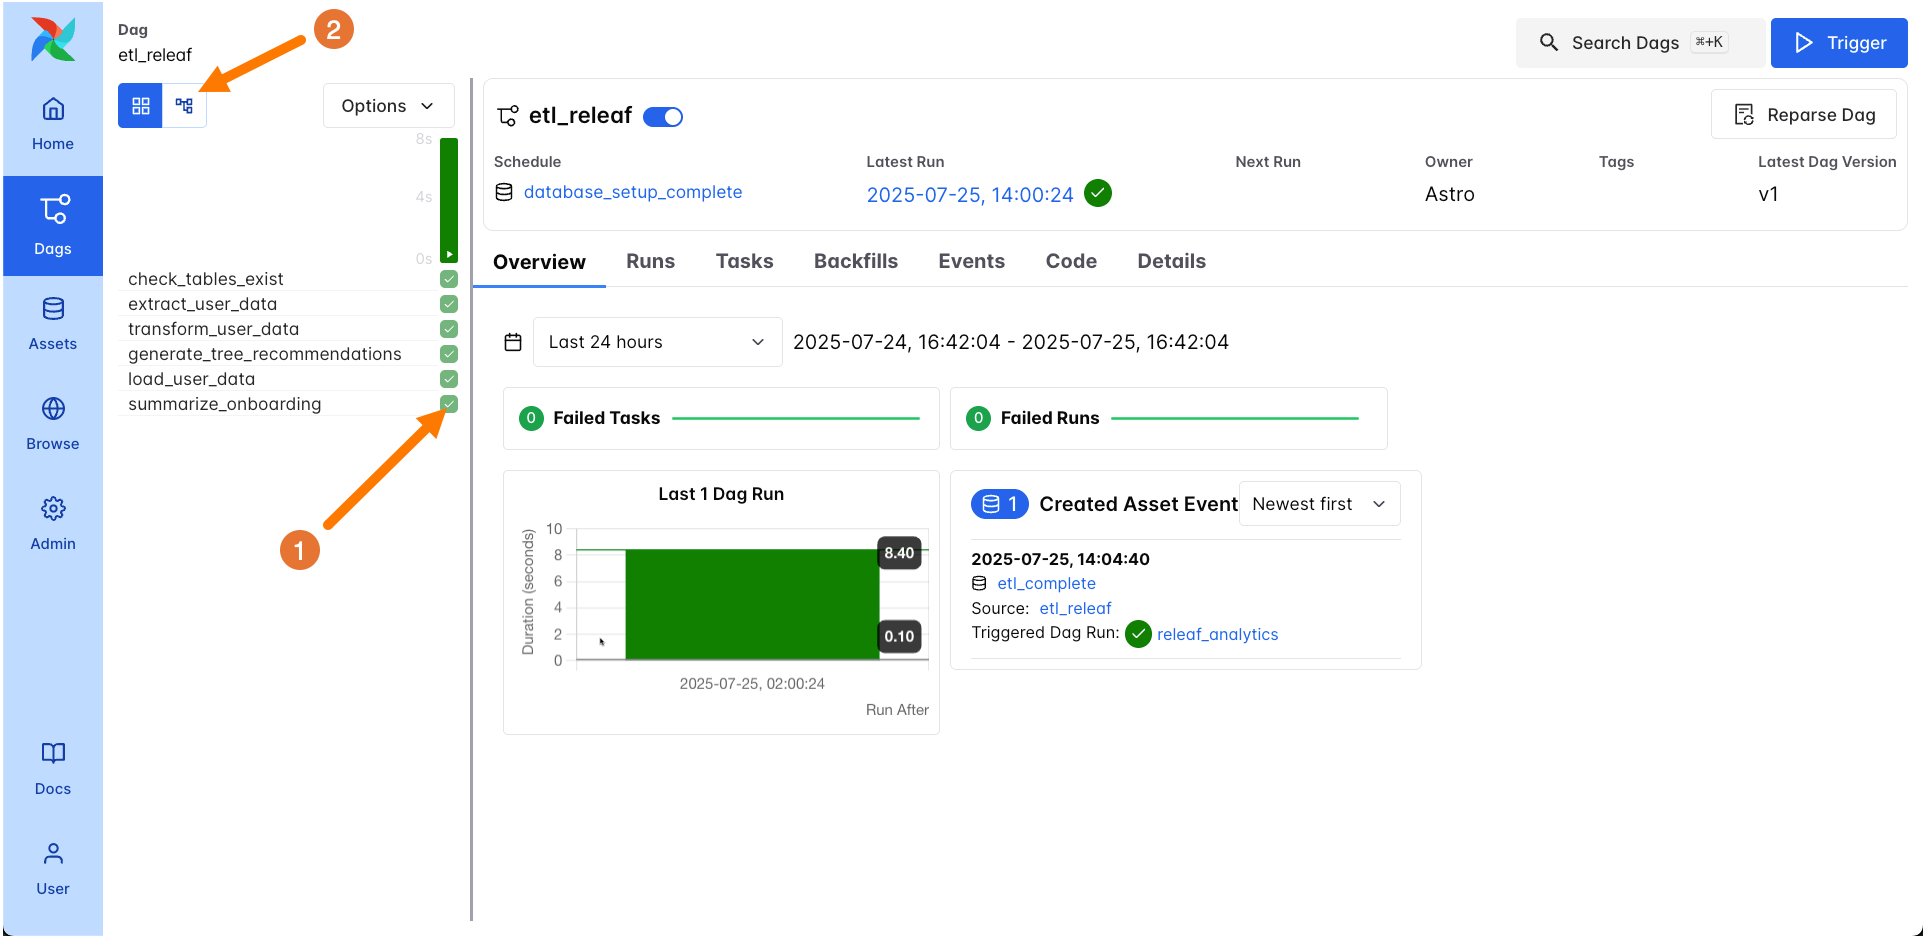 Dag
etl_releaf
2
Search Dags ⌘+K
Trigger
Home
Dags
Assets
Browse
Admin
Docs
User
Options
8s
4s
0s
check_tables_exist
extract_user_data
transform_user_data
generate_tree_recommendations
load_user_data
summarize_onboarding
1
etl_releaf
Reparse Dag
Schedule Latest Run Next Run Owner Tags Latest Dag Version
database_setup_complete 2025-07-25, 14:00:24 Astro v1
Overview Runs Tasks Backfills Events Code Details
Last 24 hours 2025-07-24, 16:42:04 - 2025-07-25, 16:42:04
0 Failed Tasks
0 Failed Runs
Last 1 Dag Run
Duration (seconds)
10
8
6
4
2
0
8.40
0.10
2025-07-25, 02:00:24
Run After
1 Created Asset Event Newest first
2025-07-25, 14:04:40
etl_complete
Source: etl_releaf
Triggered Dag Run: releaf_analytics